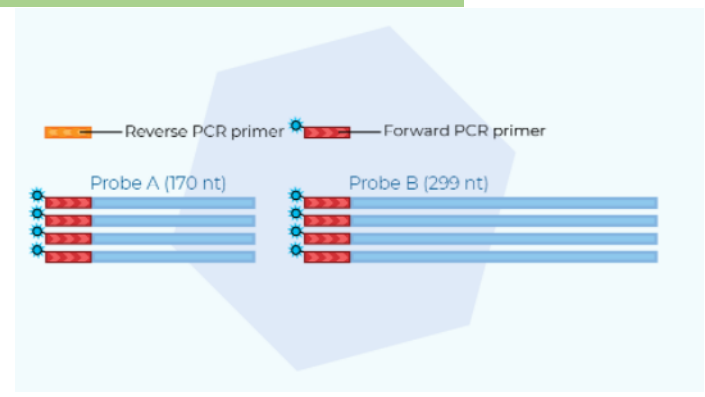 Reverse PCR primer
Forward PCR primer
Probe A (170 nt)
Probe B (299 nt)